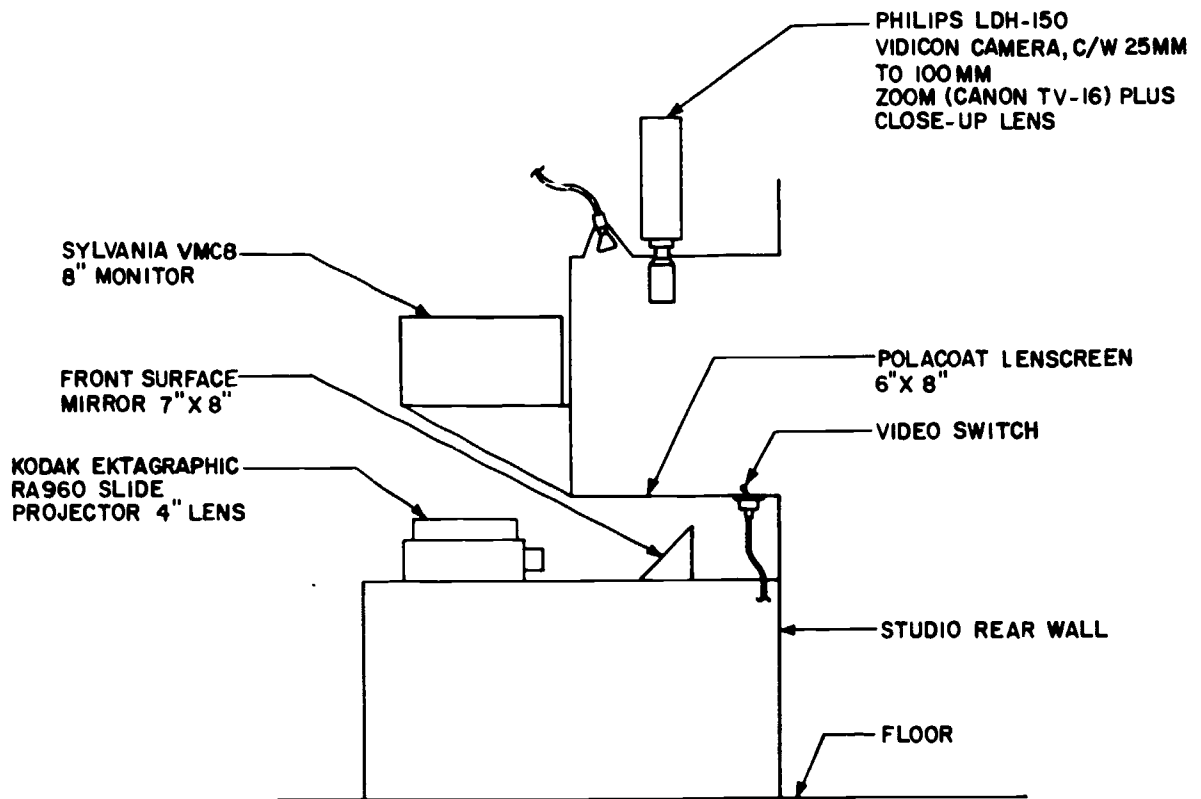 PHILIPS LDH-150
VIDICON CAMERA, C/W 25MM
TO 100MM
ZOOM (CANON TV-16) PLUS
CLOSE-UP LENS
SYLVANIA VMC8
8" MONITOR
FRONT SURFACE
MIRROR 7"X 8"
POLACOAT LENSCREEN
6"X 8"
VIDEO SWITCH
KODAK EKTAGRAPHIC
RA960 SLIDE
PROJECTOR 4" LENS
STUDIO REAR WALL
FLOOR